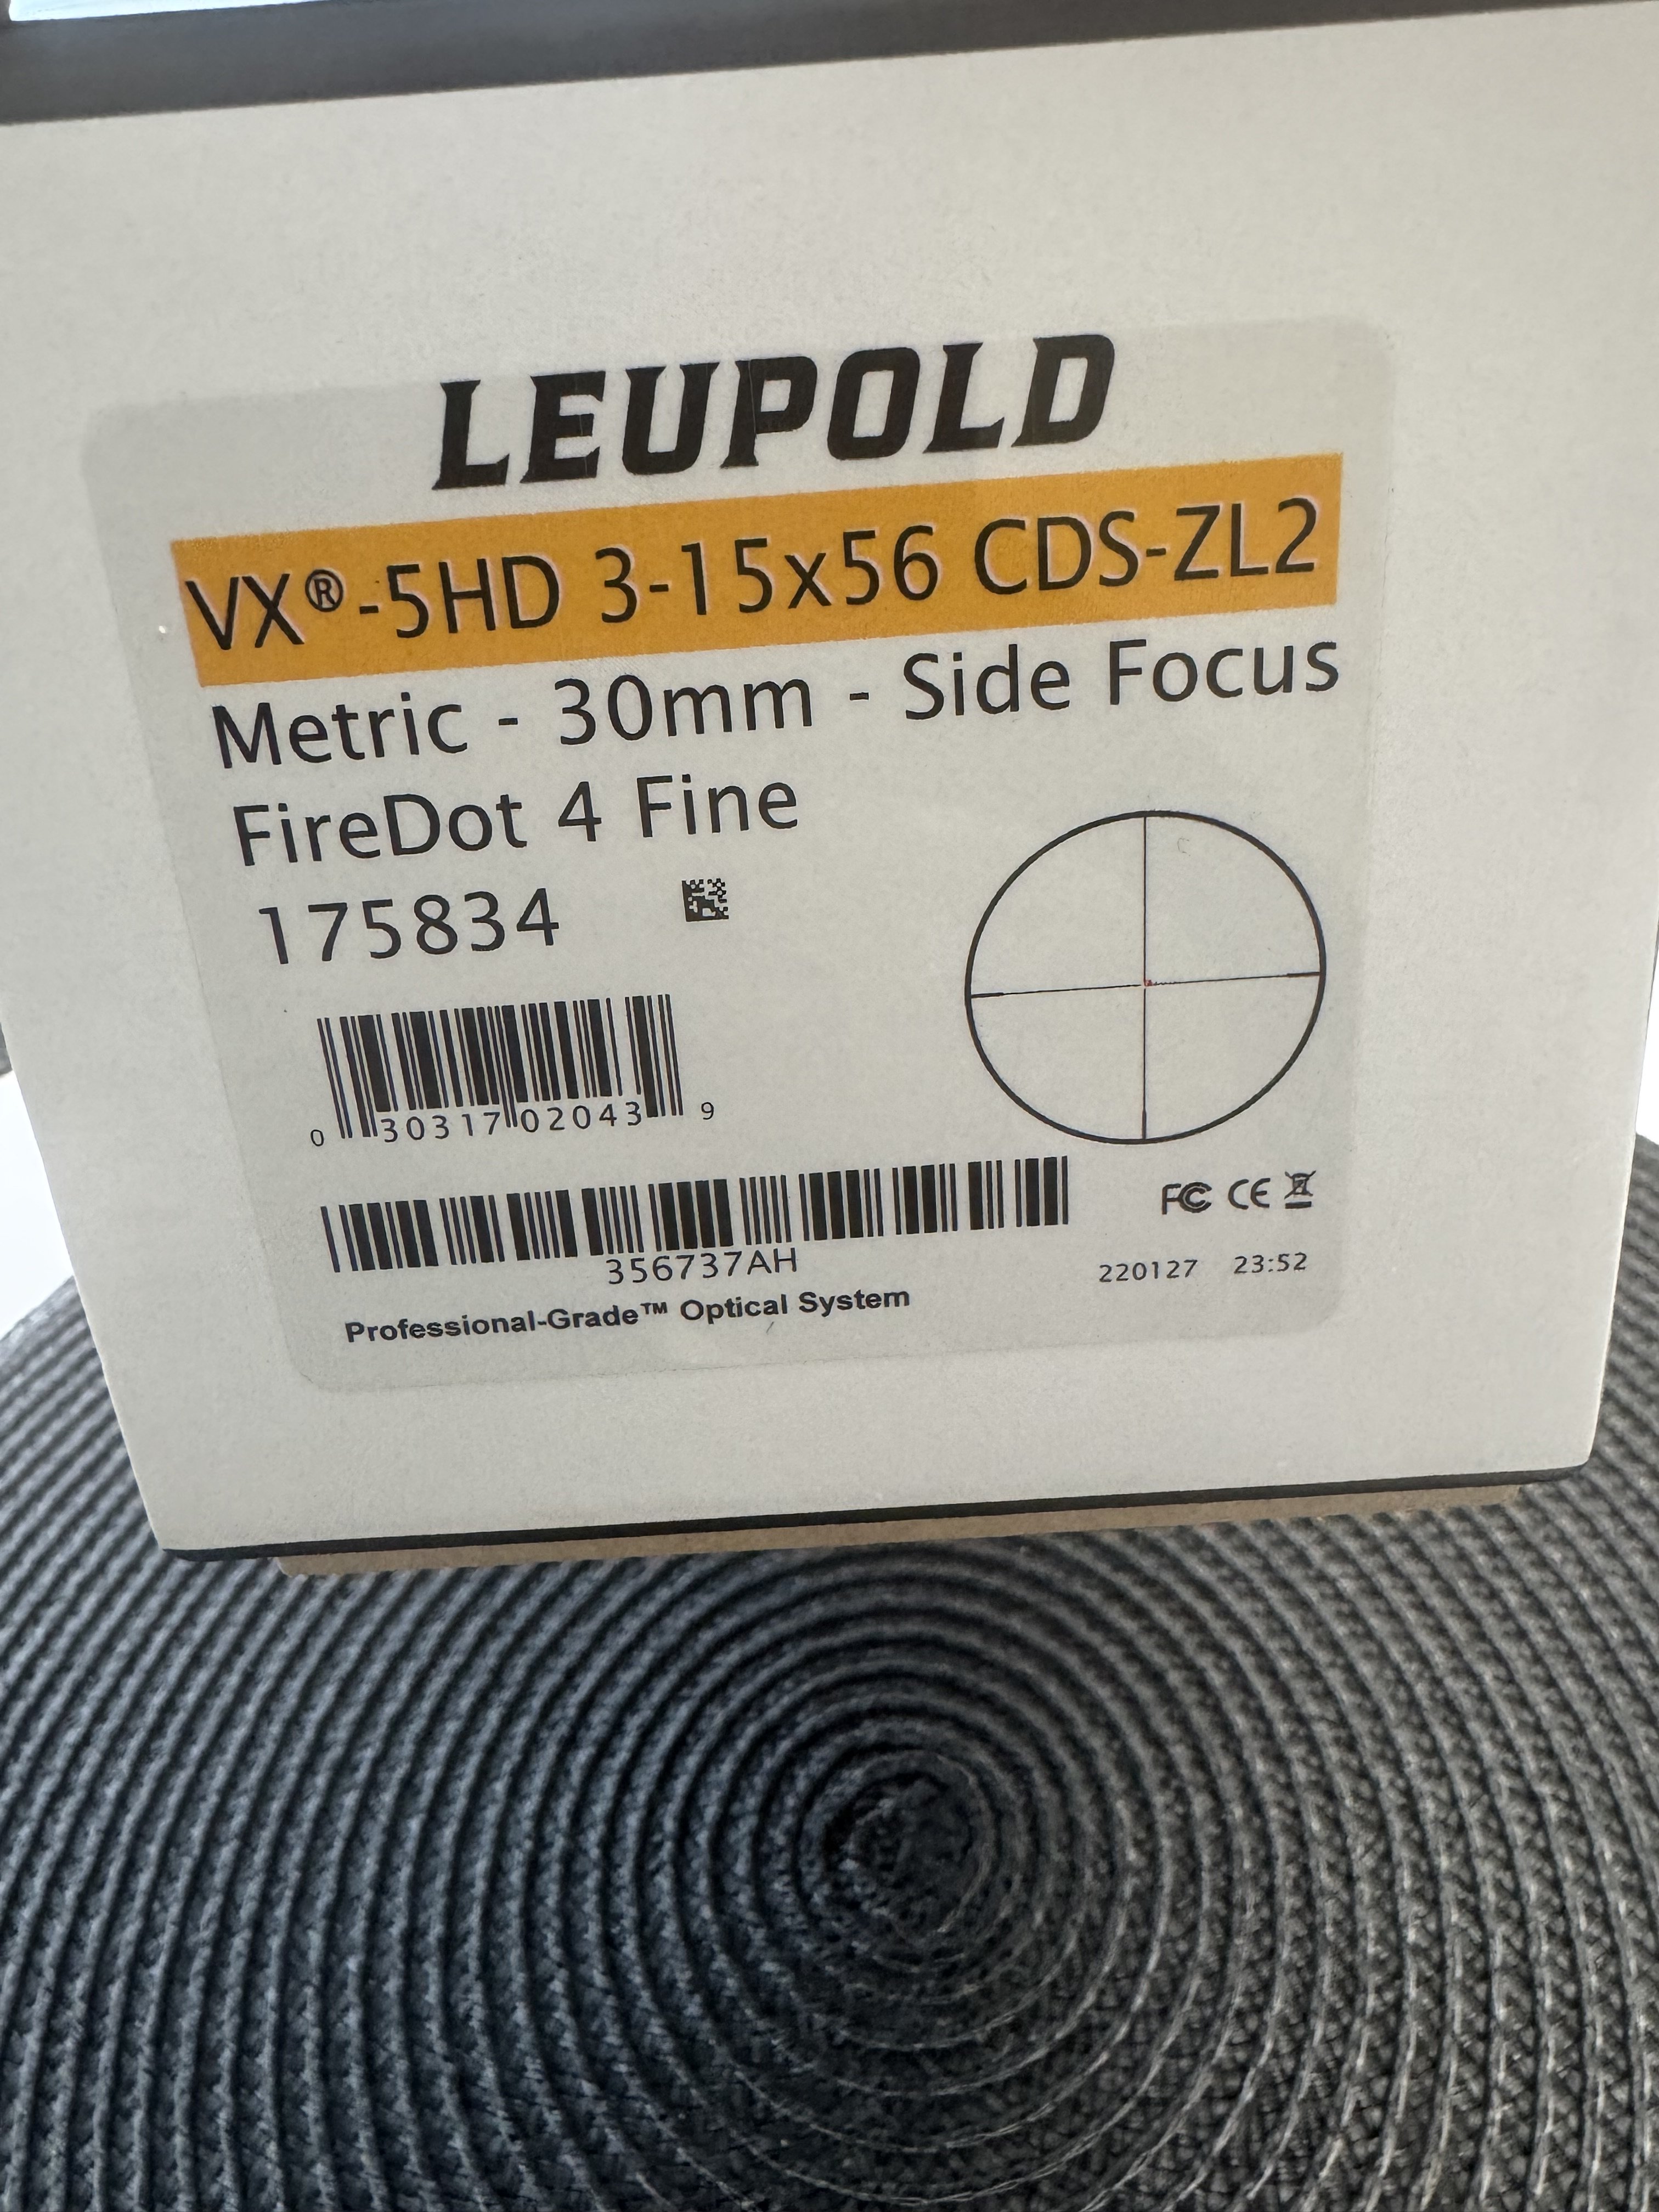 LEUPOLD
VX®-5HD 3-15x56 CDS-ZL2
Metric - 30mm - Side Focus
FireDot 4 Fine
175834
0 30317 02043 9
356737AH
FC CE
220127 23:52
Professional-Grade™ Optical System